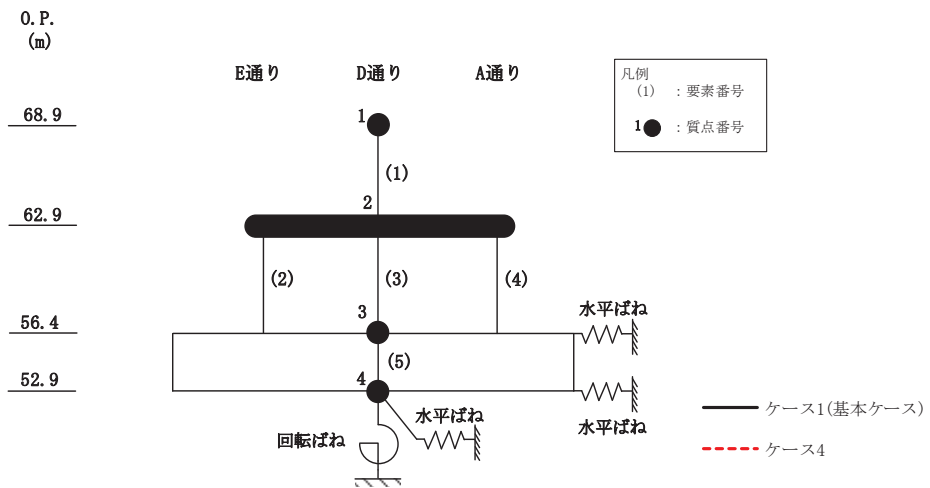 O.P.
(m)
E通り D通り A通り
凡例
(1) :要素番号
1 :質点番号
68.9
1
(1)
2
62.9
(2) (3) (4)
3
水平ばね
56.4
(5)
4
52.9
水平ばね
水平ばね
回転ばね
ケース1(基本ケース)
ケース4